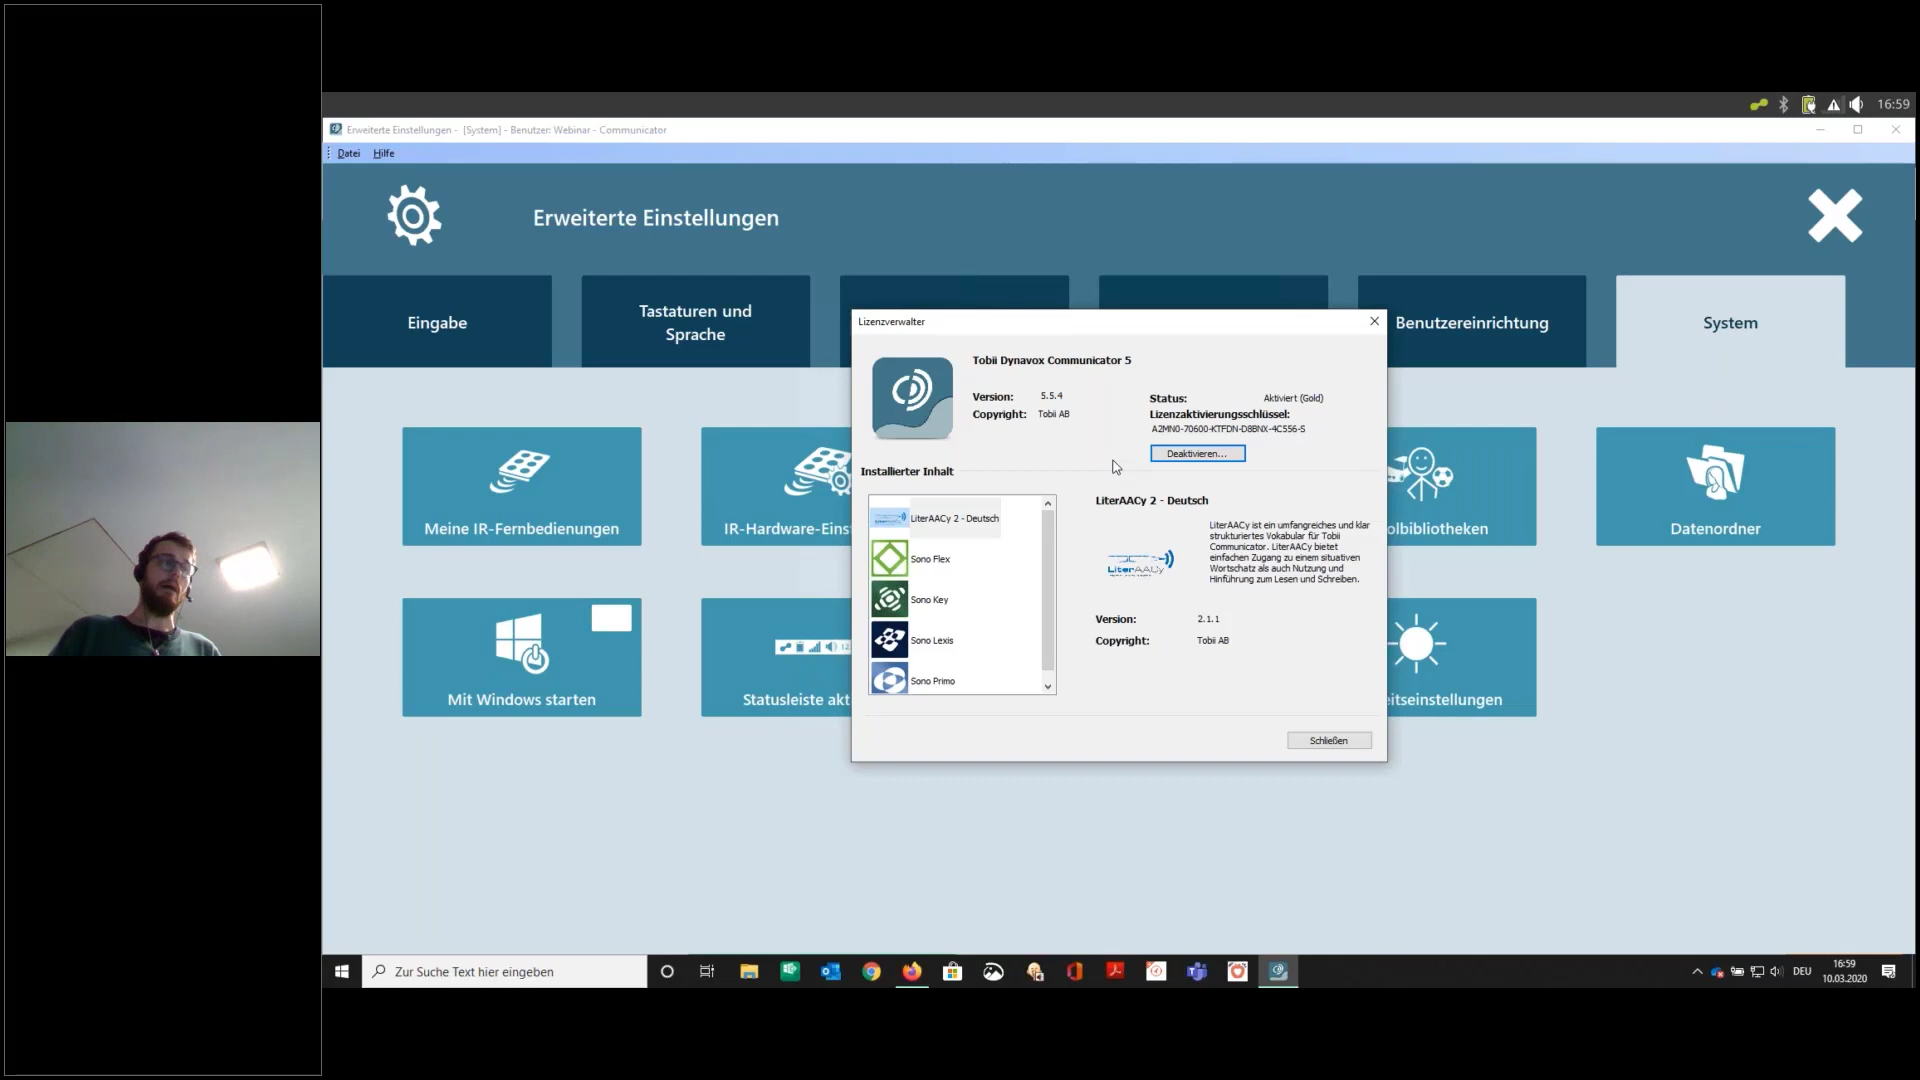 16:59
Erweiterte Einstellungen - [System] - Benutzer: Webinar - Communicator
Datei Hilfe
Erweiterte Einstellungen
Eingabe
Tastaturen und
Sprache
Benutzereinrichtung
System
Meine IR-Fernbedienungen
IR-Hardware-Eins
olbibliotheken
Datenordner
Mit Windows starten
Statusleiste akt
eitseinstellungen
Lizenzverwalter
Tobii Dynavox Communicator 5
Version: 5.5.4
Copyright: Tobii AB
Status: Aktiviert (Gold)
Lizenzaktivierungsschlüssel:
A2MN0-70600-KTFDN-D8BNX-4C556-S
Deaktivieren...
Installierter Inhalt
LiterAACy 2 - Deutsch
Sono Flex
Sono Key
Sono Lexis
Sono Primo
LiterAACy 2 - Deutsch
LiterAACy
LiterAACy ist ein umfangreiches und klar
strukturiertes Vokabular für Tobii
Communicator. LiterAACy bietet
einfachen Zugang zu einem situativen
Wortschatz als auch Nutzung und
Hinführung zum Lesen und Schreiben.
Version: 2.1.1
Copyright: Tobii AB
Schließen
Zur Suche Text hier eingeben
DEU
16:59
10.03.2020